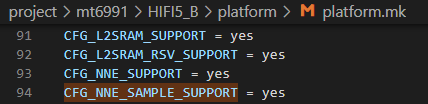 project > mt6991 > HIFI5_B > platform > M platform.mk
91 CFG_L2SRAM_SUPPORT = yes
92 CFG_L2SRAM_RSV_SUPPORT = yes
93 CFG_NNE_SUPPORT = yes
94 CFG_NNE_SAMPLE_SUPPORT = yes